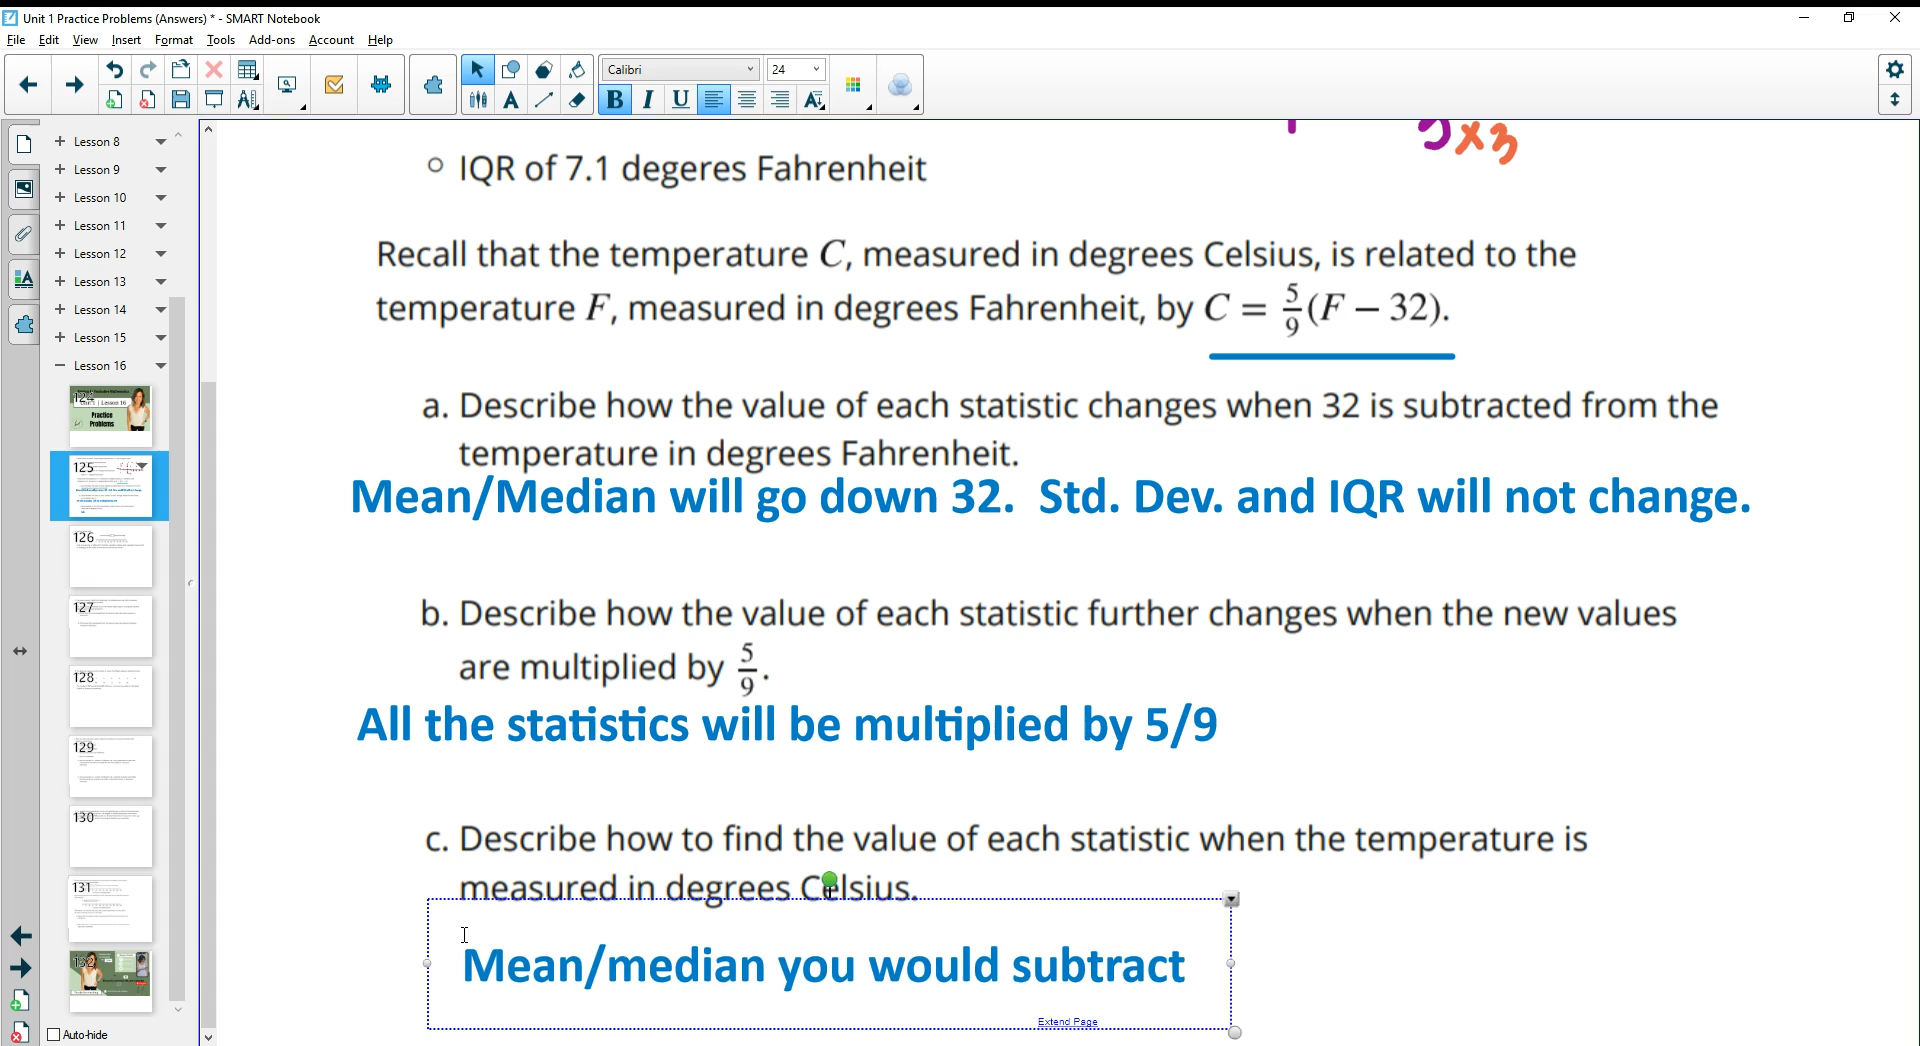 Unit 1 Practice Problems (Answers) * - SMART Notebook
File Edit View Insert Format Tools Add-ons Account Help
Calibri 24
B I U
Lesson 8
Lesson 9
Lesson 10
Lesson 11
Lesson 12
Lesson 13
Lesson 14
Lesson 15
Lesson 16
124
Practice
Problems
125
126
127
128
129
130
131
132
Auto-hide
IQR of 7.1 degeres Fahrenheit
Recall that the temperature C, measured in degrees Celsius, is related to the
temperature F, measured in degrees Fahrenheit, by C = 5/9 (F − 32).
a. Describe how the value of each statistic changes when 32 is subtracted from the
temperature in degrees Fahrenheit.
Mean/Median will go down 32. Std. Dev. and IQR will not change.
b. Describe how the value of each statistic further changes when the new values
are multiplied by 5/9.
All the statistics will be multiplied by 5/9
c. Describe how to find the value of each statistic when the temperature is
measured in degrees Celsius.
Mean/median you would subtract
Extend Page